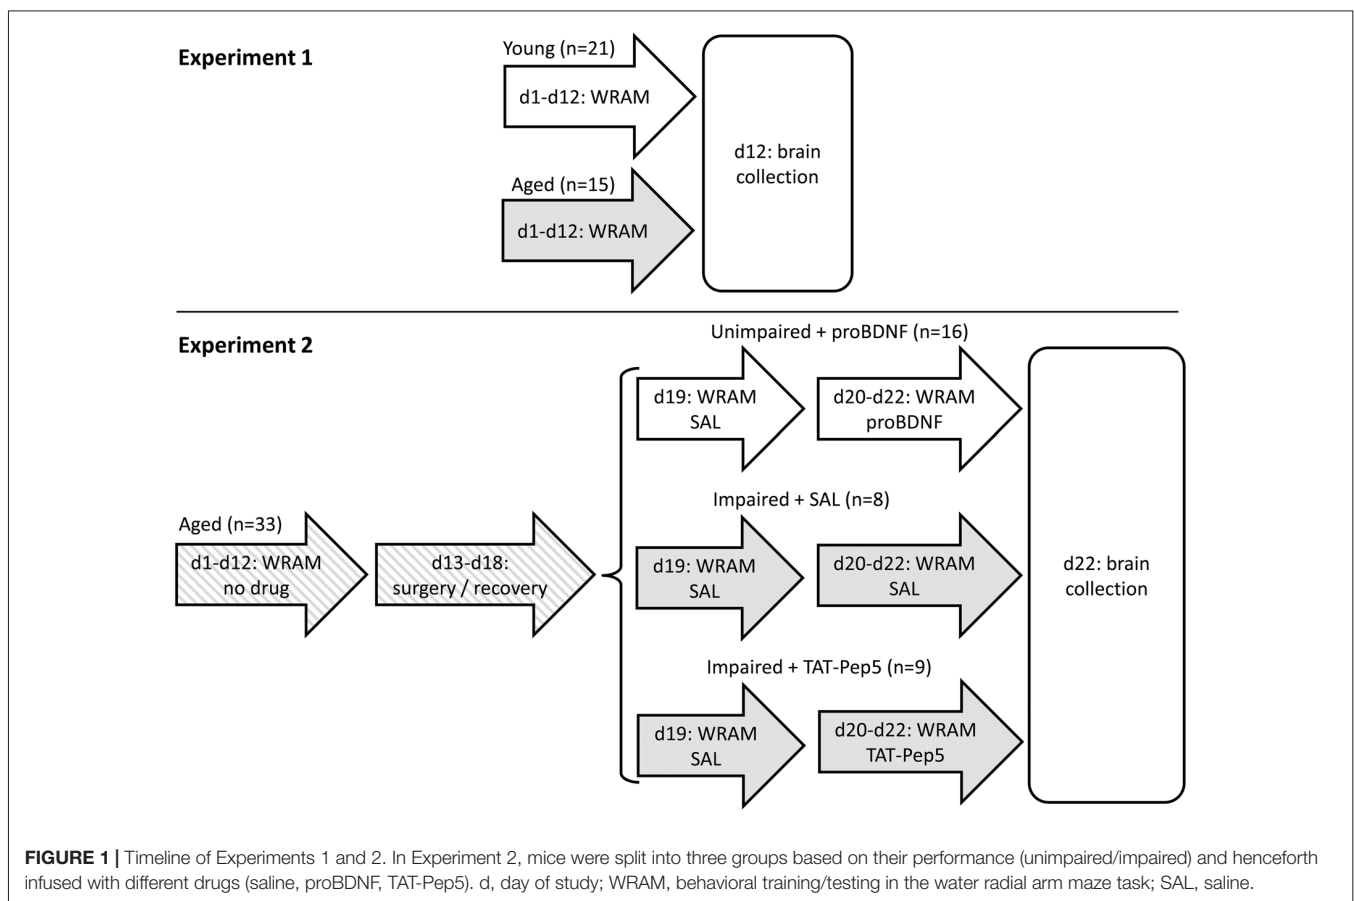 Experiment 1
Young (n=21)
d1-d12: WRAM
Aged (n=15)
d1-d12: WRAM
d12: brain
collection
Experiment 2
Unimpaired + proBDNF (n=16)
d19: WRAM
SAL
d20-d22: WRAM
proBDNF
Impaired + SAL (n=8)
Aged (n=33)
d1-d12: WRAM
no drug
d13-d18:
surgery / recovery
d19: WRAM
SAL
d20-d22: WRAM
SAL
d22: brain
collection
Impaired + TAT-Pep5 (n=9)
d19: WRAM
SAL
d20-d22: WRAM
TAT-Pep5
FIGURE 1 | Timeline of Experiments 1 and 2. In Experiment 2, mice were split into three groups based on their performance (unimpaired/impaired) and henceforth
infused with different drugs (saline, proBDNF, TAT-Pep5). d, day of study; WRAM, behavioral training/testing in the water radial arm maze task; SAL, saline.